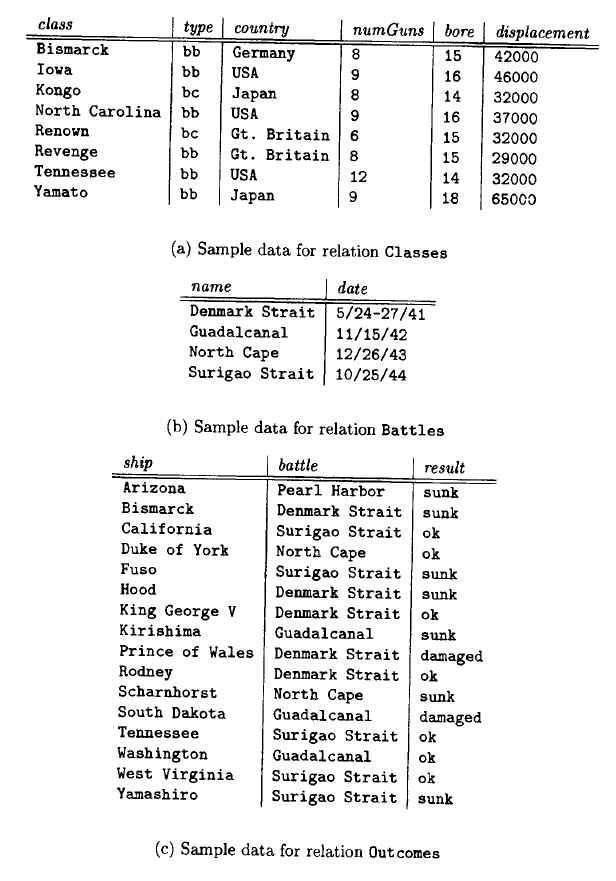 class type country numGuns bore displacement
Bismarck bb Germany 8 15 42000
Iowa bb USA 9 16 46000
Kongo bc Japan 8 14 32000
North Carolina bb USA 9 16 37000
Renown bc Gt. Britain 6 15 32000
Revenge bb Gt. Britain 8 15 29000
Tennessee bb USA 12 14 32000
Yamato bb Japan 9 18 65000
(a) Sample data for relation Classes
name date
Denmark Strait 5/24-27/41
Guadalcanal 11/15/42
North Cape 12/26/43
Surigao Strait 10/25/44
(b) Sample data for relation Battles
ship battle result
Arizona Pearl Harbor sunk
Bismarck Denmark Strait sunk
California Surigao Strait ok
Duke of York North Cape ok
Fuso Surigao Strait sunk
Hood Denmark Strait sunk
King George V Denmark Strait ok
Kirishima Guadalcanal sunk
Prince of Wales Denmark Strait damaged
Rodney Denmark Strait ok
Scharnhorst North Cape sunk
South Dakota Guadalcanal damaged
Tennessee Surigao Strait ok
Washington Guadalcanal ok
West Virginia Surigao Strait ok
Yamashiro Surigao Strait sunk
(c) Sample data for relation Outcomes